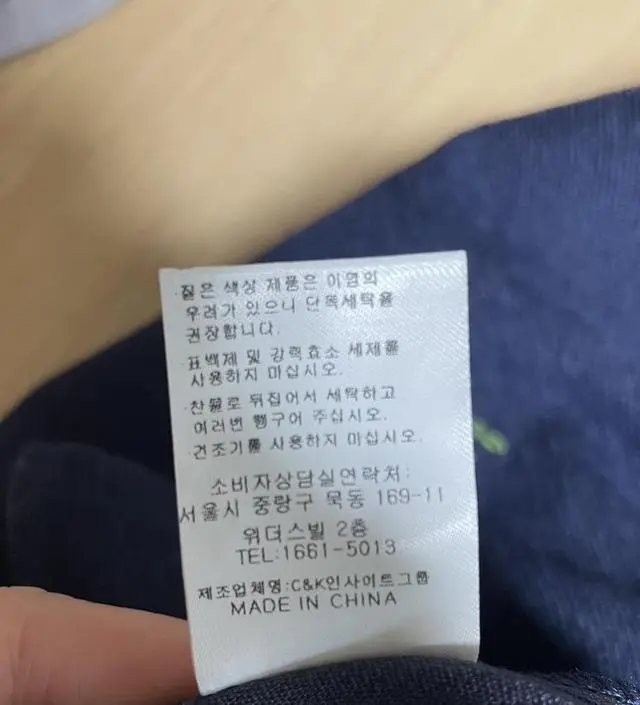 ·짙은 색상 제품은 이염의
우려가 있으니 단독세탁을
권장합니다.
·표백제 및 강력효소 세제를
사용하지 마십시오.
·찬물로 뒤집어서 세탁하고
여러번 헹구어 주십시오.
·건조기를 사용하지 마십시오.
소비자상담실연락처:
서울시 중랑구 묵동 169-11
위더스빌 2층
TEL:1661-5013
제조업체명:C&K인사이트그룹
MADE IN CHINA